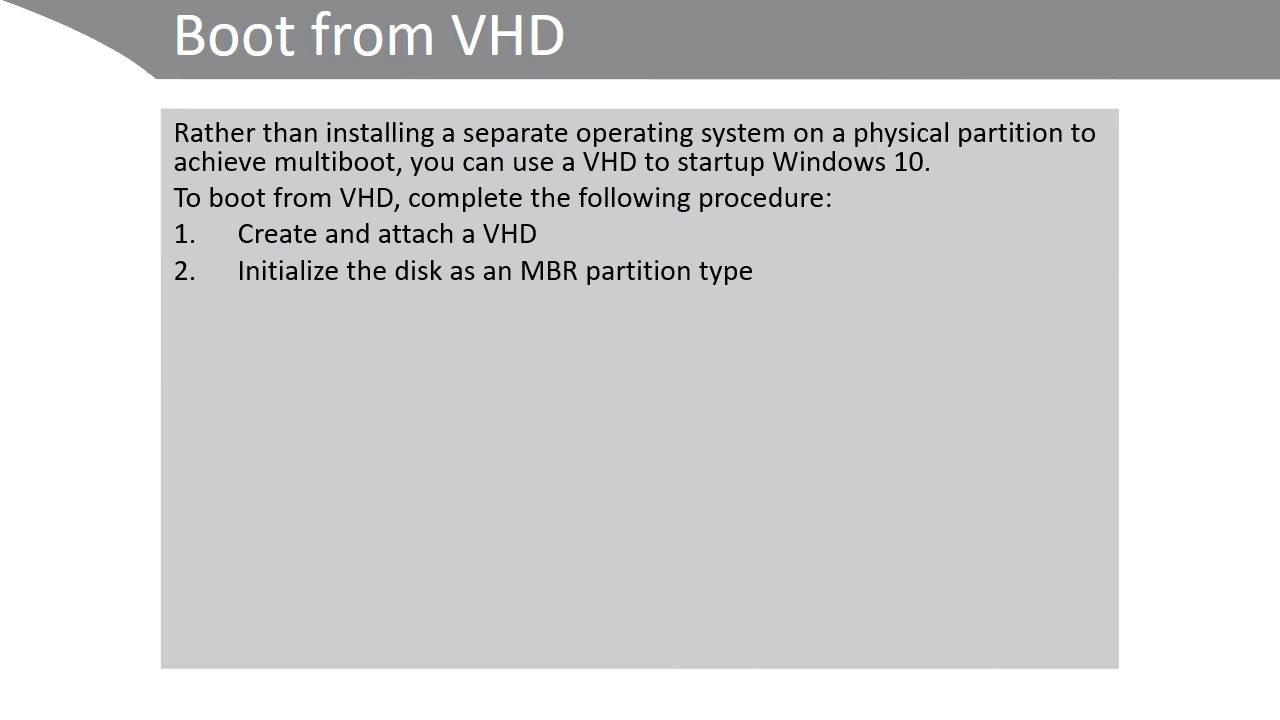 Boot from VHD
Rather than installing a separate operating system on a physical partition to
achieve multiboot, you can use a VHD to startup Windows 10.
To boot from VHD, complete the following procedure:
1. Create and attach a VHD
2. Initialize the disk as an MBR partition type